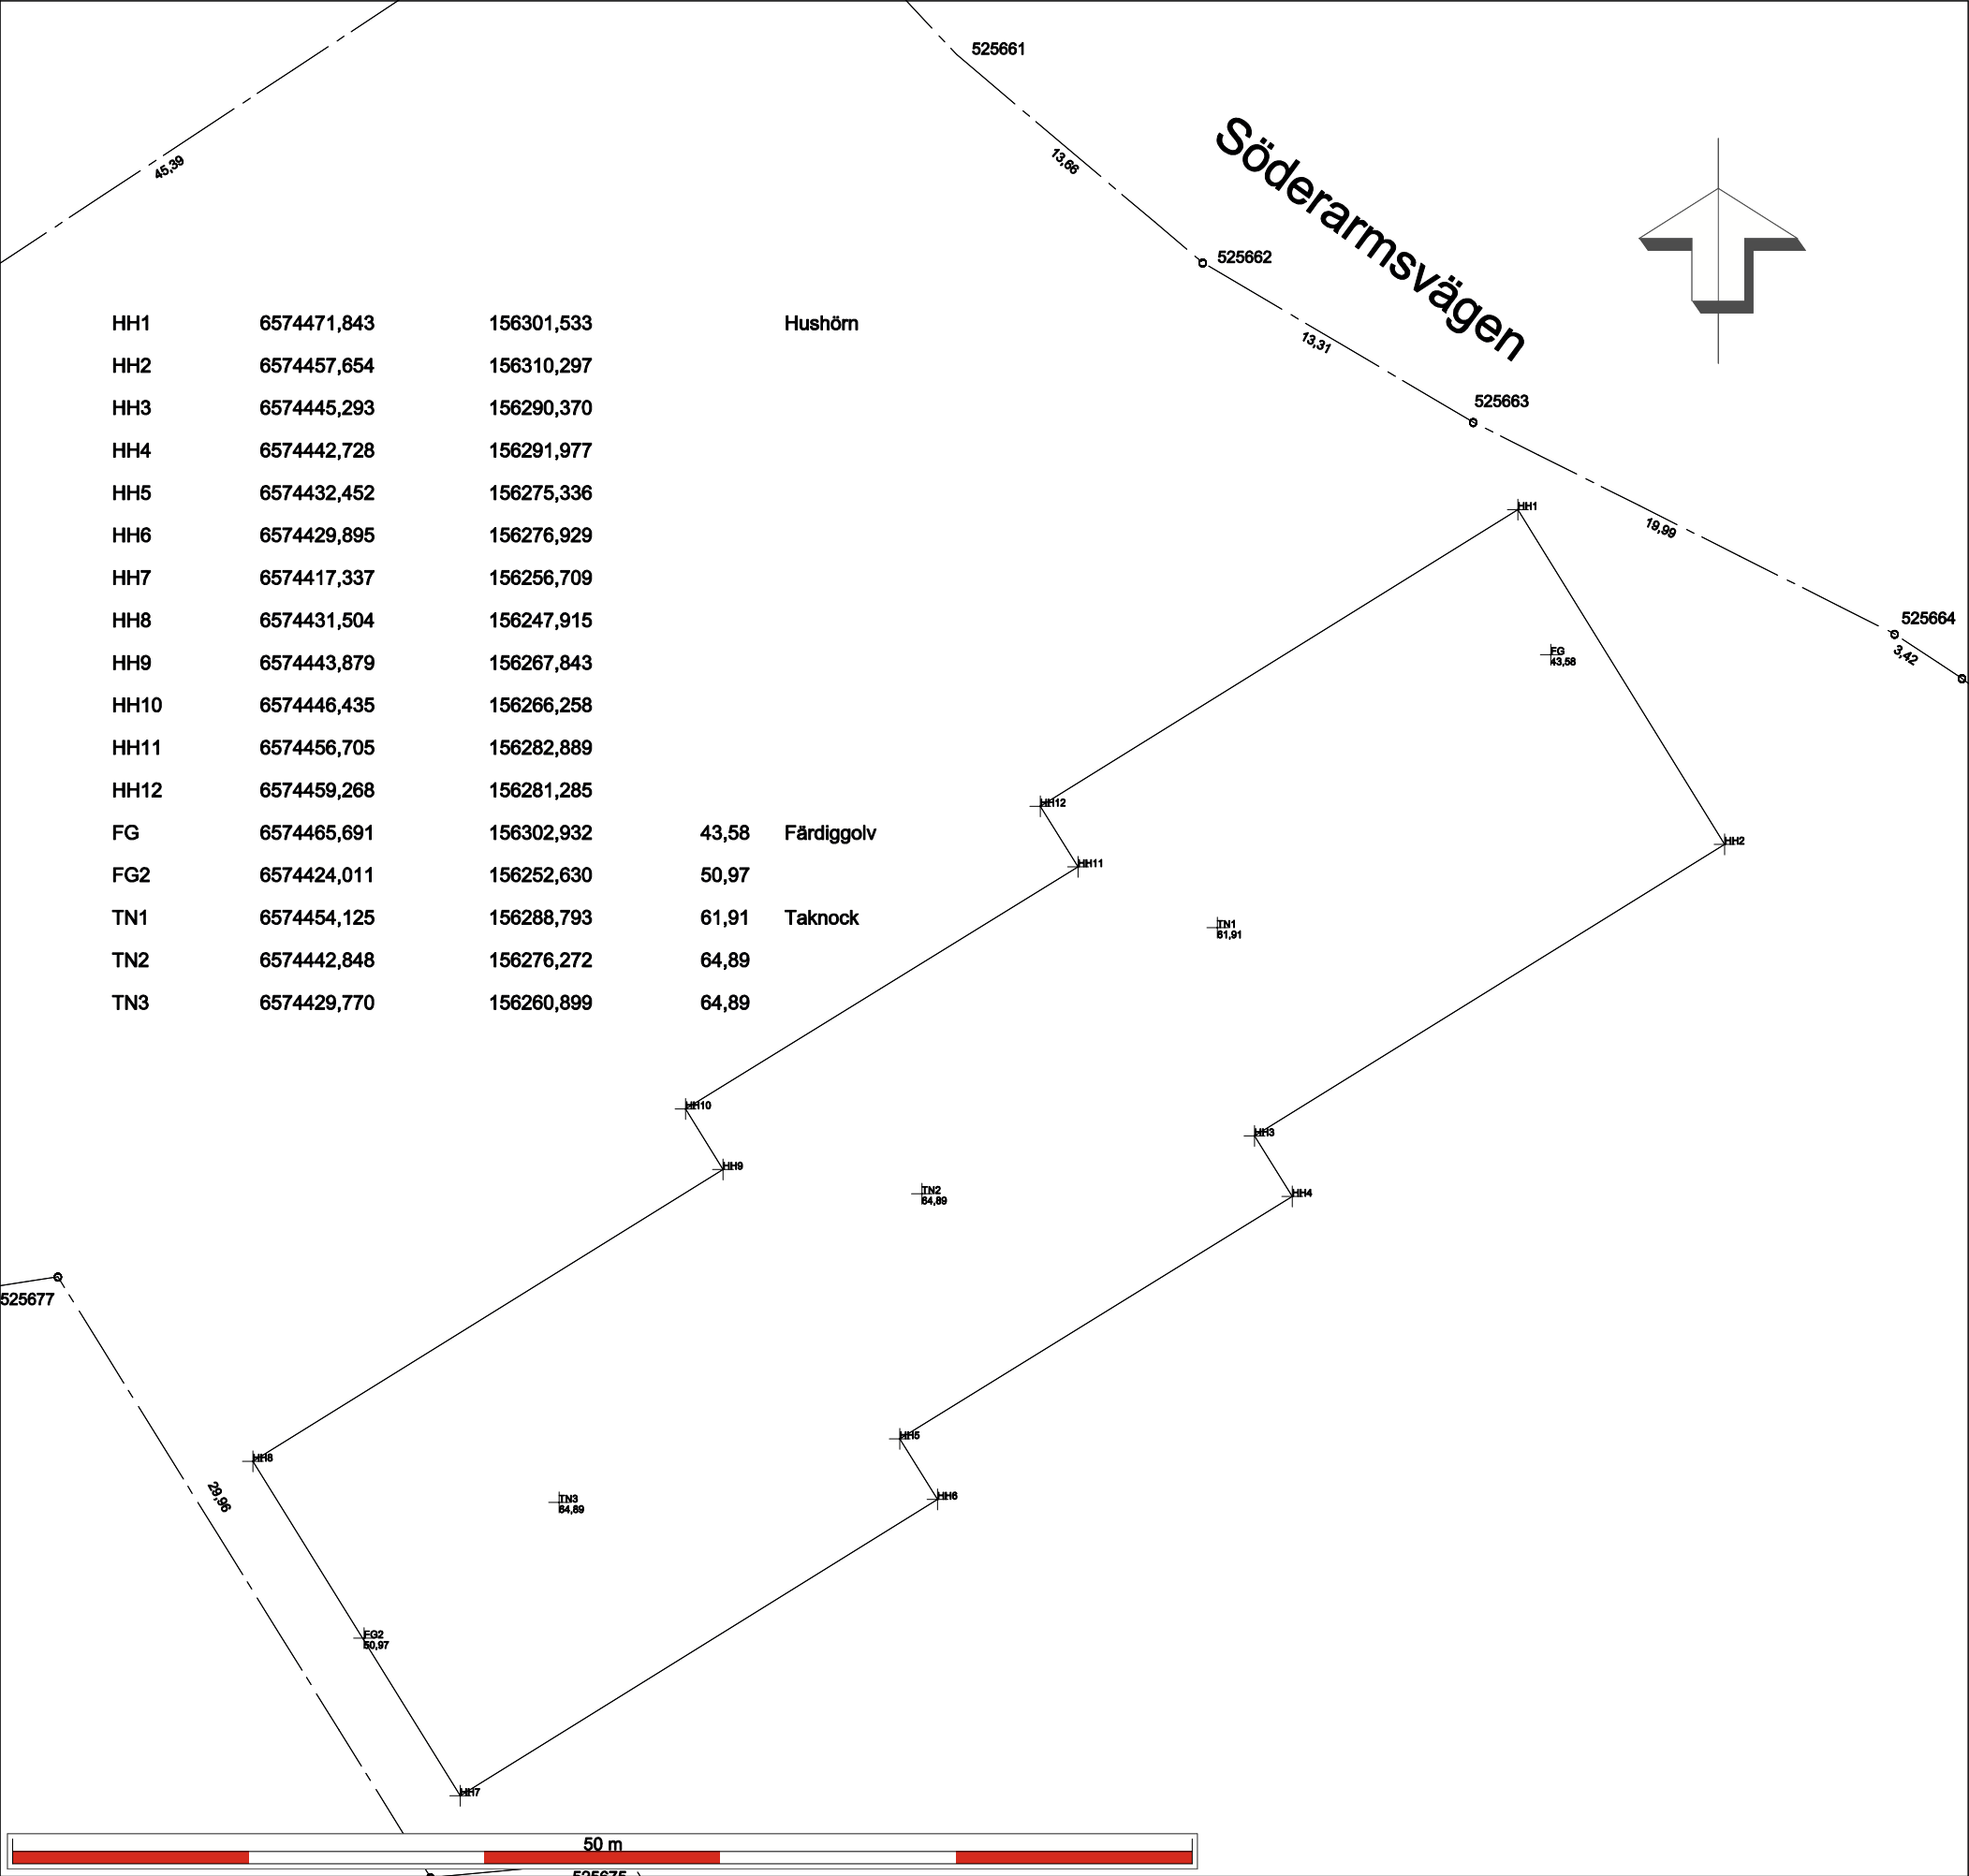 525661
45,39
13,66
Söderarmsvägen
525662
13,31
525663
19,99
525664
3,42
HH1 6574471,843 156301,533 Hushörn
HH2 6574457,654 156310,297
HH3 6574445,293 156290,370
HH4 6574442,728 156291,977
HH5 6574432,452 156275,336
HH6 6574429,895 156276,929
HH7 6574417,337 156256,709
HH8 6574431,504 156247,915
HH9 6574443,879 156267,843
HH10 6574446,435 156266,258
HH11 6574456,705 156282,889
HH12 6574459,268 156281,285
FG 6574465,691 156302,932 43,58 Färdiggolv
FG2 6574424,011 156252,630 50,97
TN1 6574454,125 156288,793 61,91 Taknock
TN2 6574442,848 156276,272 64,89
TN3 6574429,770 156260,899 64,89
HH1
FG
43,58
HH12
HH2
HH11
TN1
61,91
HH10
HH3
HH9
TN2
64,89
HH4
525677
HH5
HH8
29,96
TN3
64,89
HH6
FG2
50,97
HH7
50 m
525675